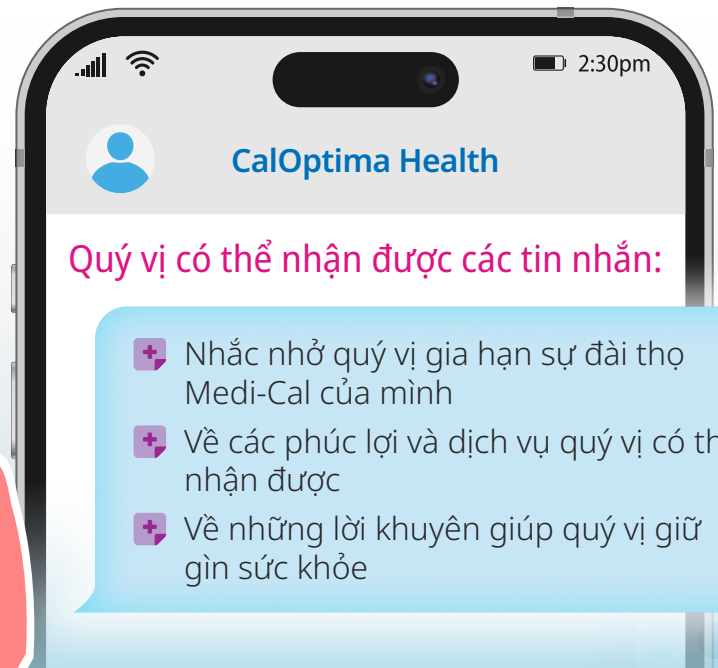 2:30pm
CalOptima Health
Quý vị có thể nhận được các tin nhắn:
Nhắc nhở quý vị gia hạn sự đài thọ
Medi-Cal của mình
Về các phúc lợi và dịch vụ quý vị có
nhận được
Về những lời khuyên giúp quý vị giữ
gìn sức khỏe